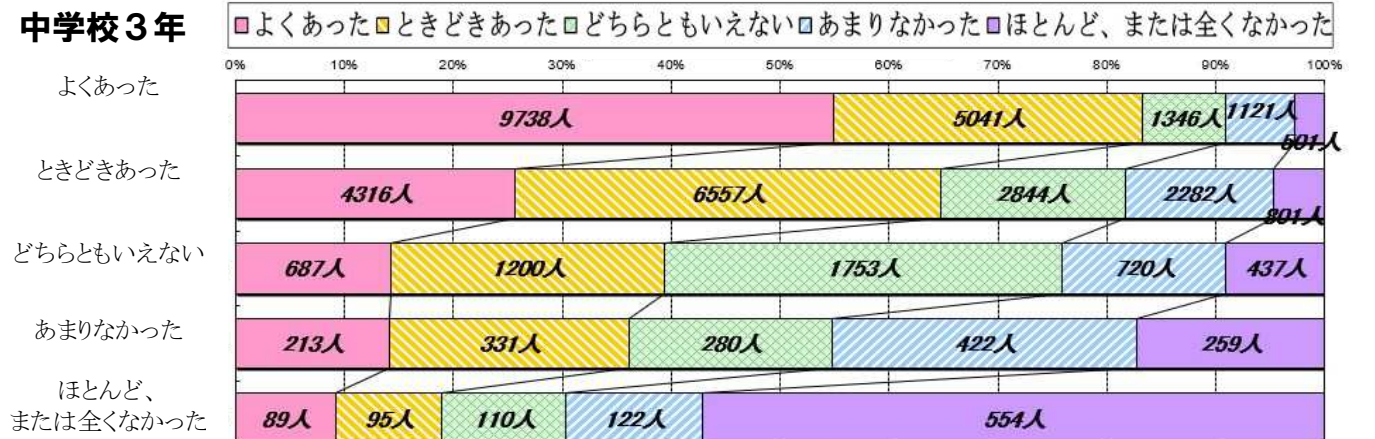 中学校3年
■よくあった■ときどきあった■どちらともいえない■あまりなかった■ほとんど、または全くなかった
0% 10% 20% 30% 40% 50% 60% 70% 80% 90% 100%
よくあった
9738人 5041人 1346人 1121人 501人
ときどきあった
4316人 6557人 2844人 2282人 801人
どちらともいえない
687人 1200人 1753人 720人 437人
あまりなかった
213人 331人 280人 422人 259人
ほとんど、
または全くなかった
89人 95人 110人 122人 554人